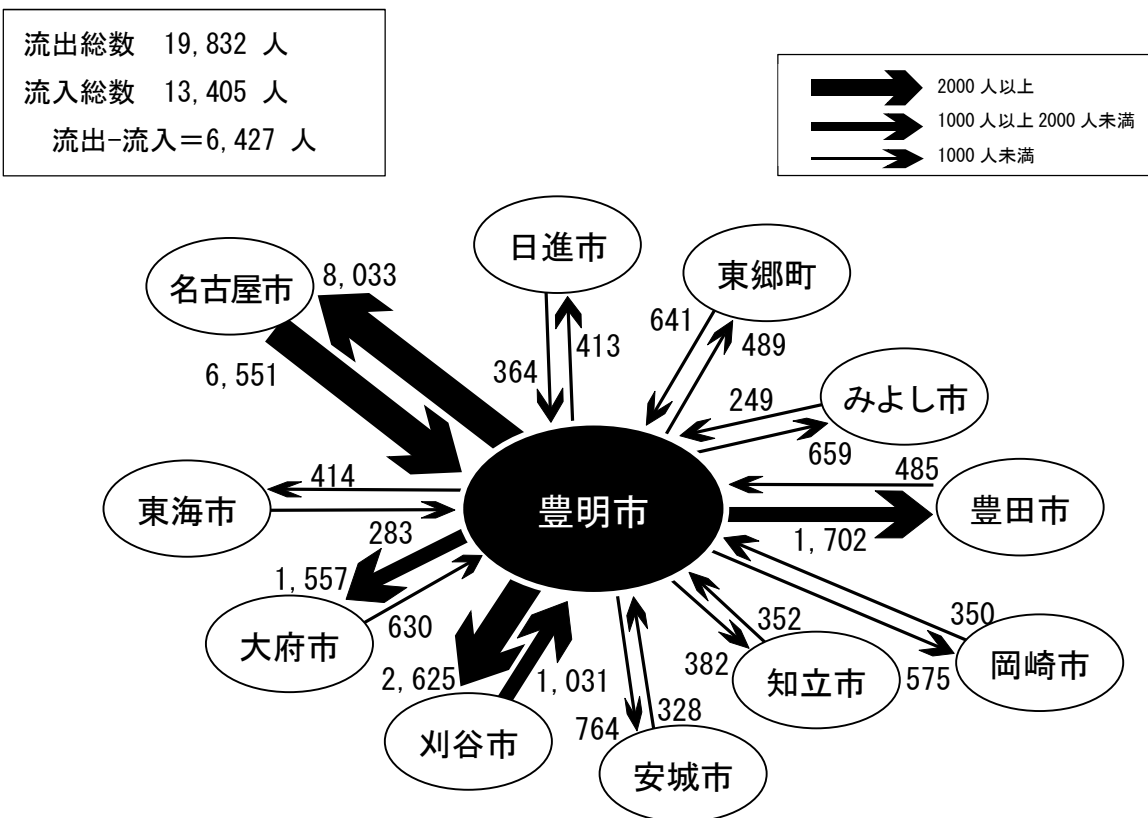 流出総数 19,832 人
流入総数 13,405 人
流出-流入=6,427 人
2000 人以上
1000 人以上 2000 人未満
1000 人未満
日進市
東郷町
名古屋市
8,033
641
413
489
6,551
364
みよし市
249
659
414
485
東海市
豊明市
豊田市
283
1,702
1,557
630
352
350
大府市
382
岡崎市
2,625
1,031
知立市
575
764
328
刈谷市
安城市